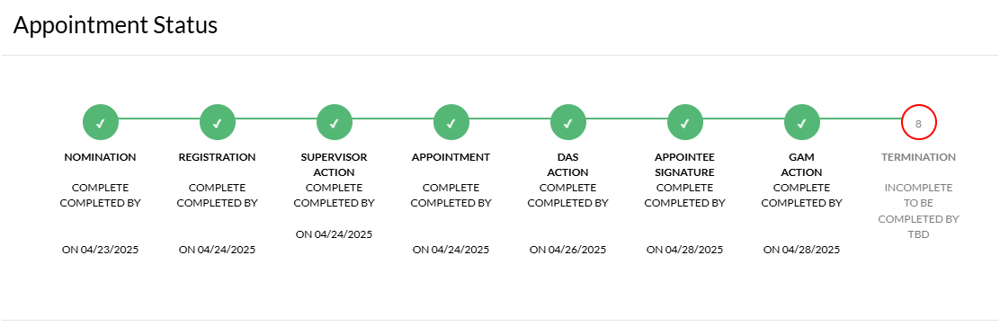 Appointment Status
8
NOMINATION
COMPLETE
COMPLETED BY
ON 04/23/2025
REGISTRATION
COMPLETE
COMPLETED BY
ON 04/24/2025
SUPERVISOR
ACTION
COMPLETE
COMPLETED BY
ON 04/24/2025
APPOINTMENT
COMPLETE
COMPLETED BY
ON 04/24/2025
DAS
ACTION
COMPLETE
COMPLETED BY
ON 04/26/2025
APPOINTEE
SIGNATURE
COMPLETE
COMPLETED BY
ON 04/28/2025
GAM
ACTION
COMPLETE
COMPLETED BY
ON 04/28/2025
TERMINATION
INCOMPLETE
TO BE
COMPLETED BY
TBD